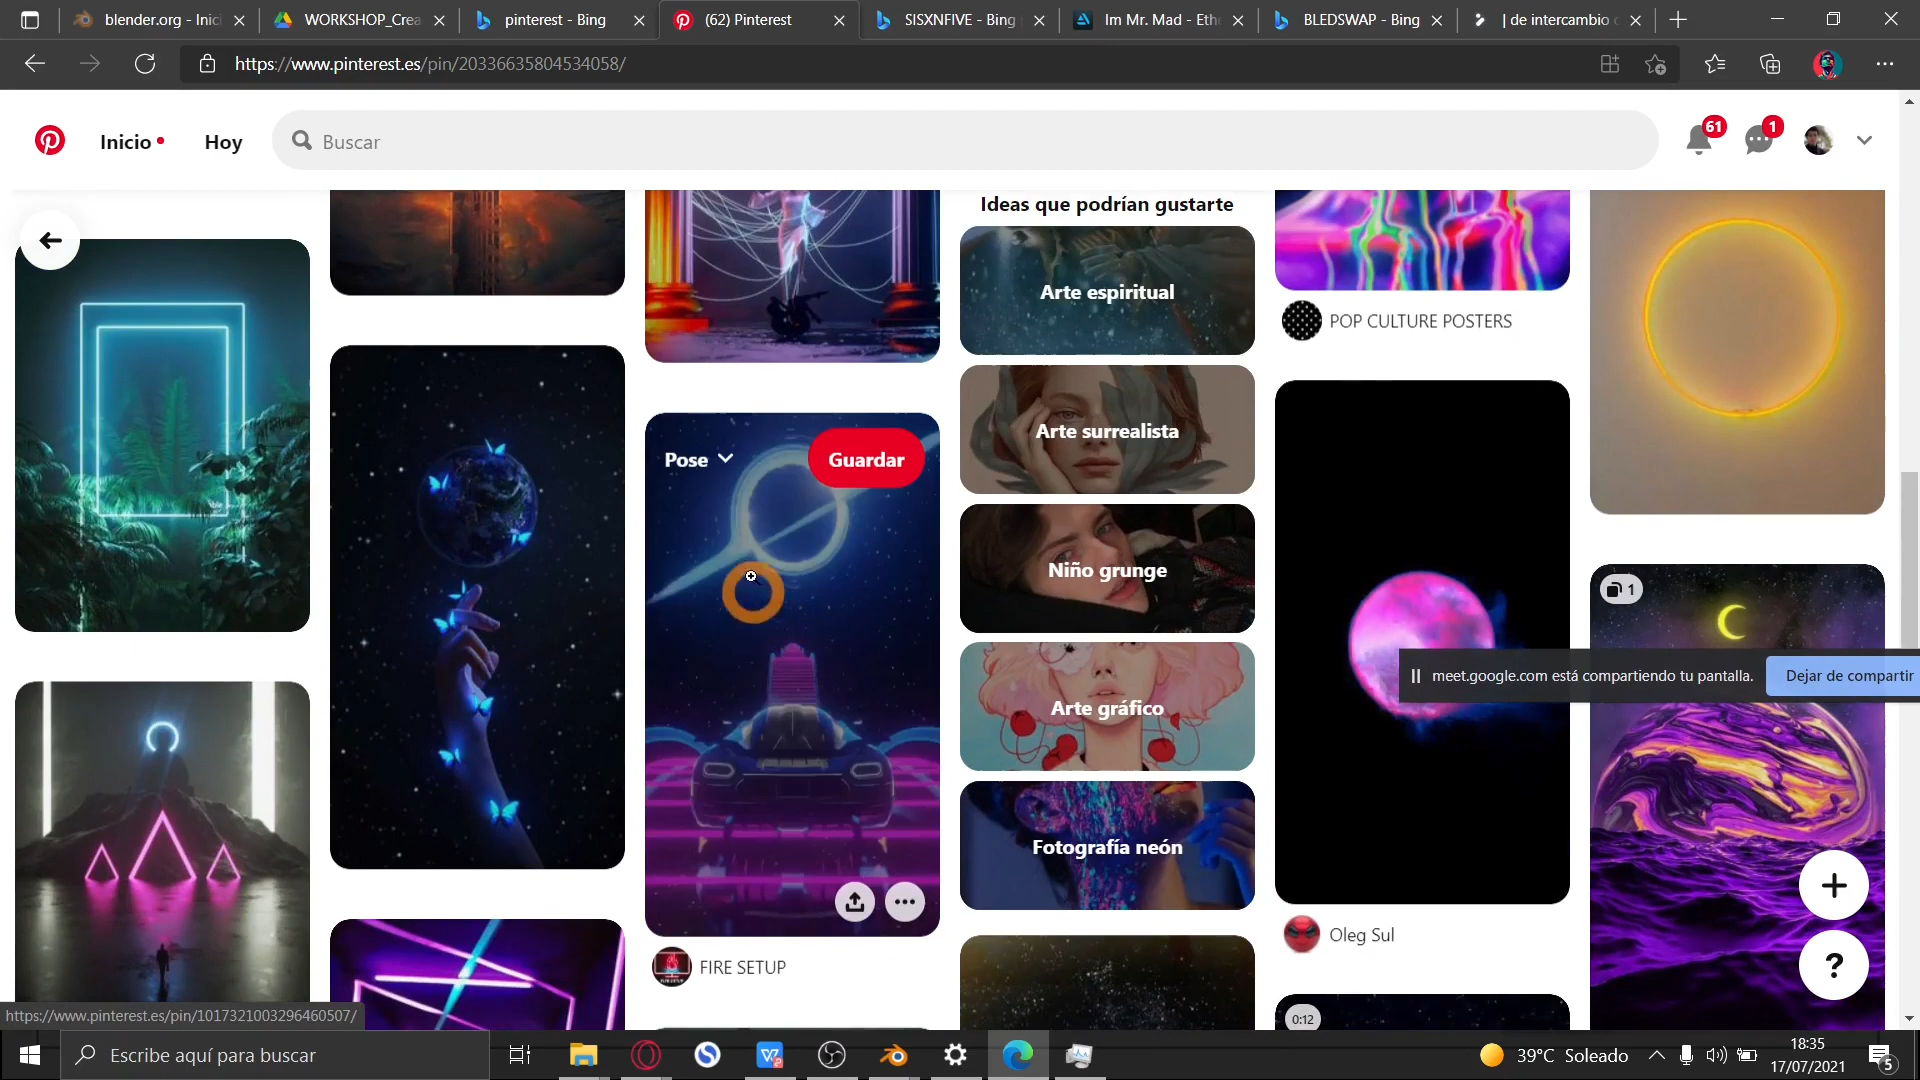 blender.org - Inici
WORKSHOP_Crea
pinterest - Bing
(62) Pinterest
SISXNFIVE - Bing
Im Mr. Mad - Eth
BLEDSWAP - Bing
| de intercambio
https://www.pinterest.es/pin/20336635804534058/
Inicio
Hoy
Buscar
61
1
Ideas que podrían gustarte
Arte espiritual
Arte surrealista
Niño grunge
Arte gráfico
Fotografía neón
POP CULTURE POSTERS
Pose
Guardar
1
meet.google.com está compartiendo tu pantalla.
Dejar de compartir
FIRE SETUP
Oleg Sul
0:12
+
?
https://www.pinterest.es/pin/1017321003296460507/
Escribe aquí para buscar
39°C Soleado
18:35
17/07/2021
5